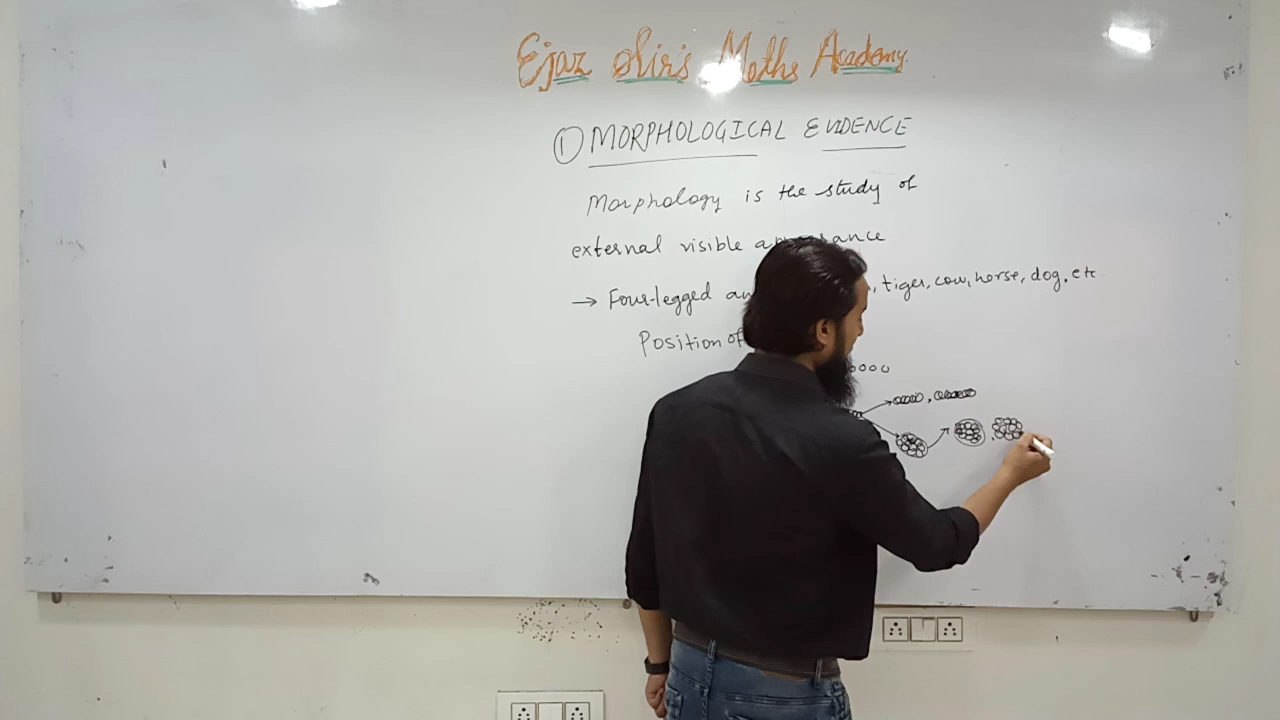 Ejaz Sir's Maths Academy.
① MORPHOLOGICAL EVIDENCE
Morphology is the study of
external visible appearance
→ Four-legged , tiger, cow, horse, dog, etc
Position of